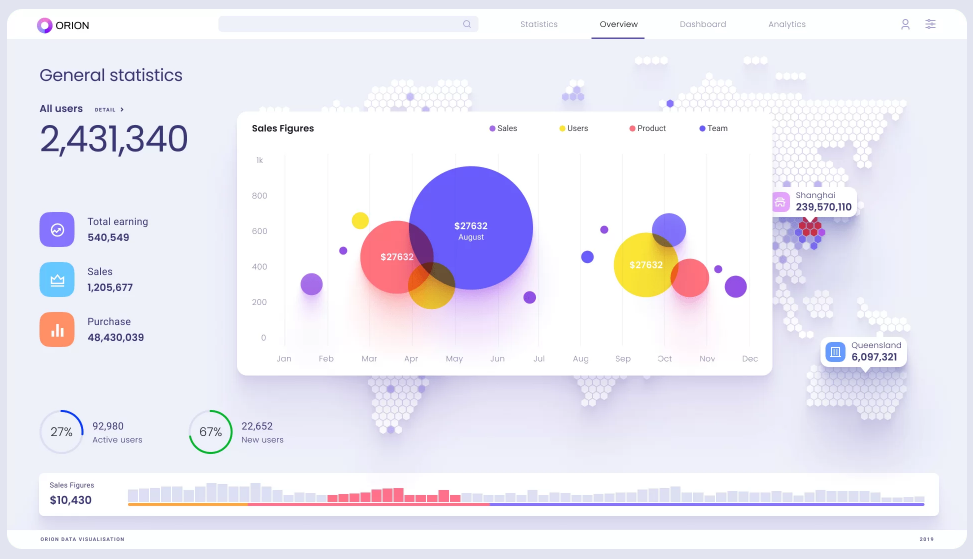 ORION
Statistics
Overview
Dashboard
Analytics
General statistics
All users
DETAIL >
2,431,340
Total earning
540,549
Sales
1,205,677
Purchase
48,430,039
Sales Figures
Sales
Users
Product
Team
1k
800
600
400
200
0
$27632
August
$27632
$27632
Jan
Feb
Mar
Apr
May
Jun
Jul
Aug
Sep
Oct
Nov
Dec
Shanghai
239,570,110
Queensland
6,097,321
27%
92,980
Active users
67%
22,652
New users
Sales Figures
$10,430
ORION DATA VISUALISATION
2019